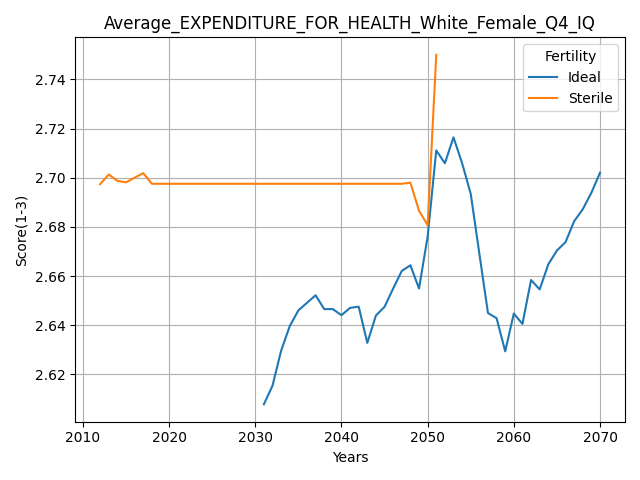 Average_EXPENDITURE_FOR_HEALTH_White_Female_Q4_IQ
Fertility
Ideal
Sterile
Score(1-3)
2.74
2.72
2.70
2.68
2.66
2.64
2.62
2010 2020 2030 2040 2050 2060 2070
Years